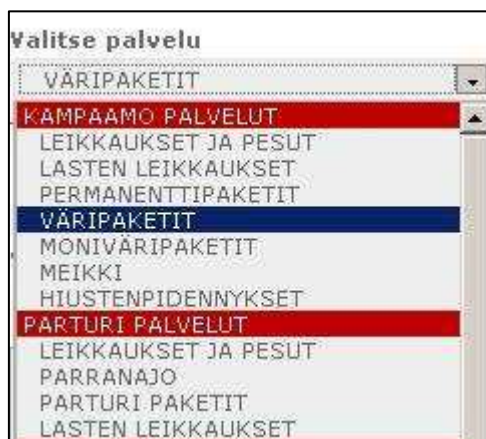 Valitse palvelu
VÄRIPAKETIT
KAMPAAMO PALVELUT
LEIKKAUKSET JA PESUT
LASTEN LEIKKAUKSET
PERMANENTTIPAKETIT
VÄRIPAKETIT
MONIVÄRIPAKETIT
MEIKKI
HIUSTENPIDENNYKSET
PARTURI PALVELUT
LEIKKAUKSET JA PESUT
PARRANAJO
PARTURI PAKETIT
LASTEN LEIKKAUKSET